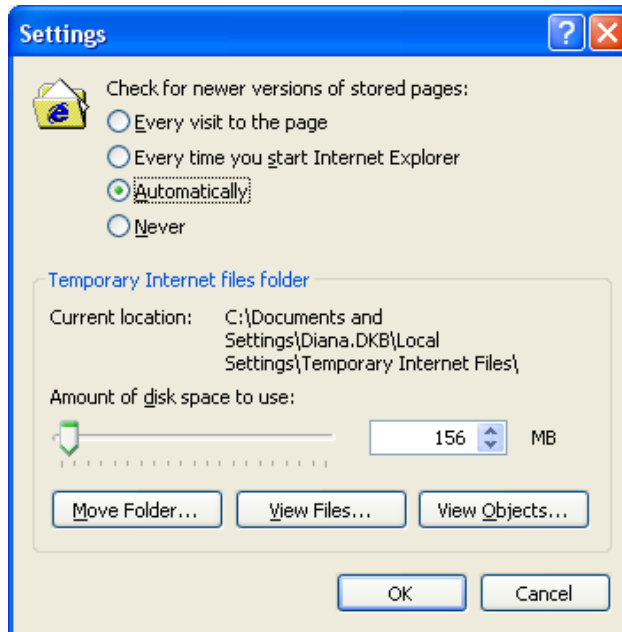 Settings
Check for newer versions of stored pages:
Every visit to the page
Every time you start Internet Explorer
Automatically
Never
Temporary Internet files folder
Current location: C:\Documents and
Settings\Diana.DKB\Local
Settings\Temporary Internet Files\
Amount of disk space to use:
156 MB
Move Folder... View Files... View Objects...
OK Cancel